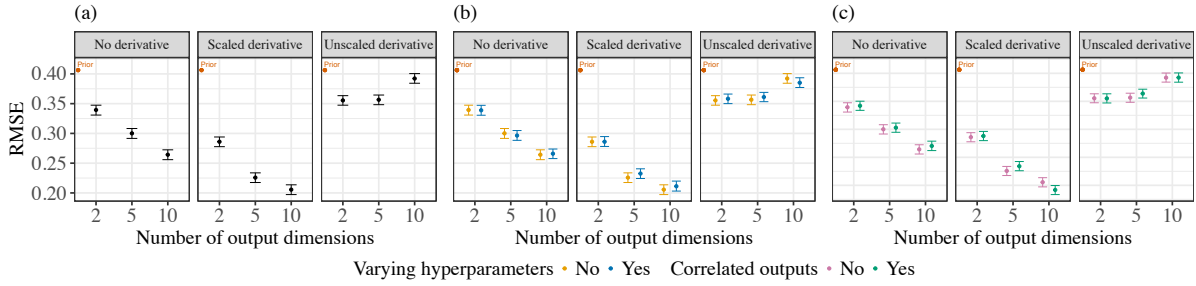 (a) (b) (c)
No derivative Scaled derivative Unscaled derivative No derivative Scaled derivative Unscaled derivative No derivative Scaled derivative Unscaled derivative
Prior Prior Prior Prior Prior Prior Prior Prior Prior
0.40
0.35
0.30
0.25
0.20
RMSE
2 5 10 2 5 10 2 5 10 2 5 10 2 5 10 2 5 10 2 5 10 2 5 10 2 5 10
Number of output dimensions Number of output dimensions Number of output dimensions
Varying hyperparameters No Yes Correlated outputs No Yes